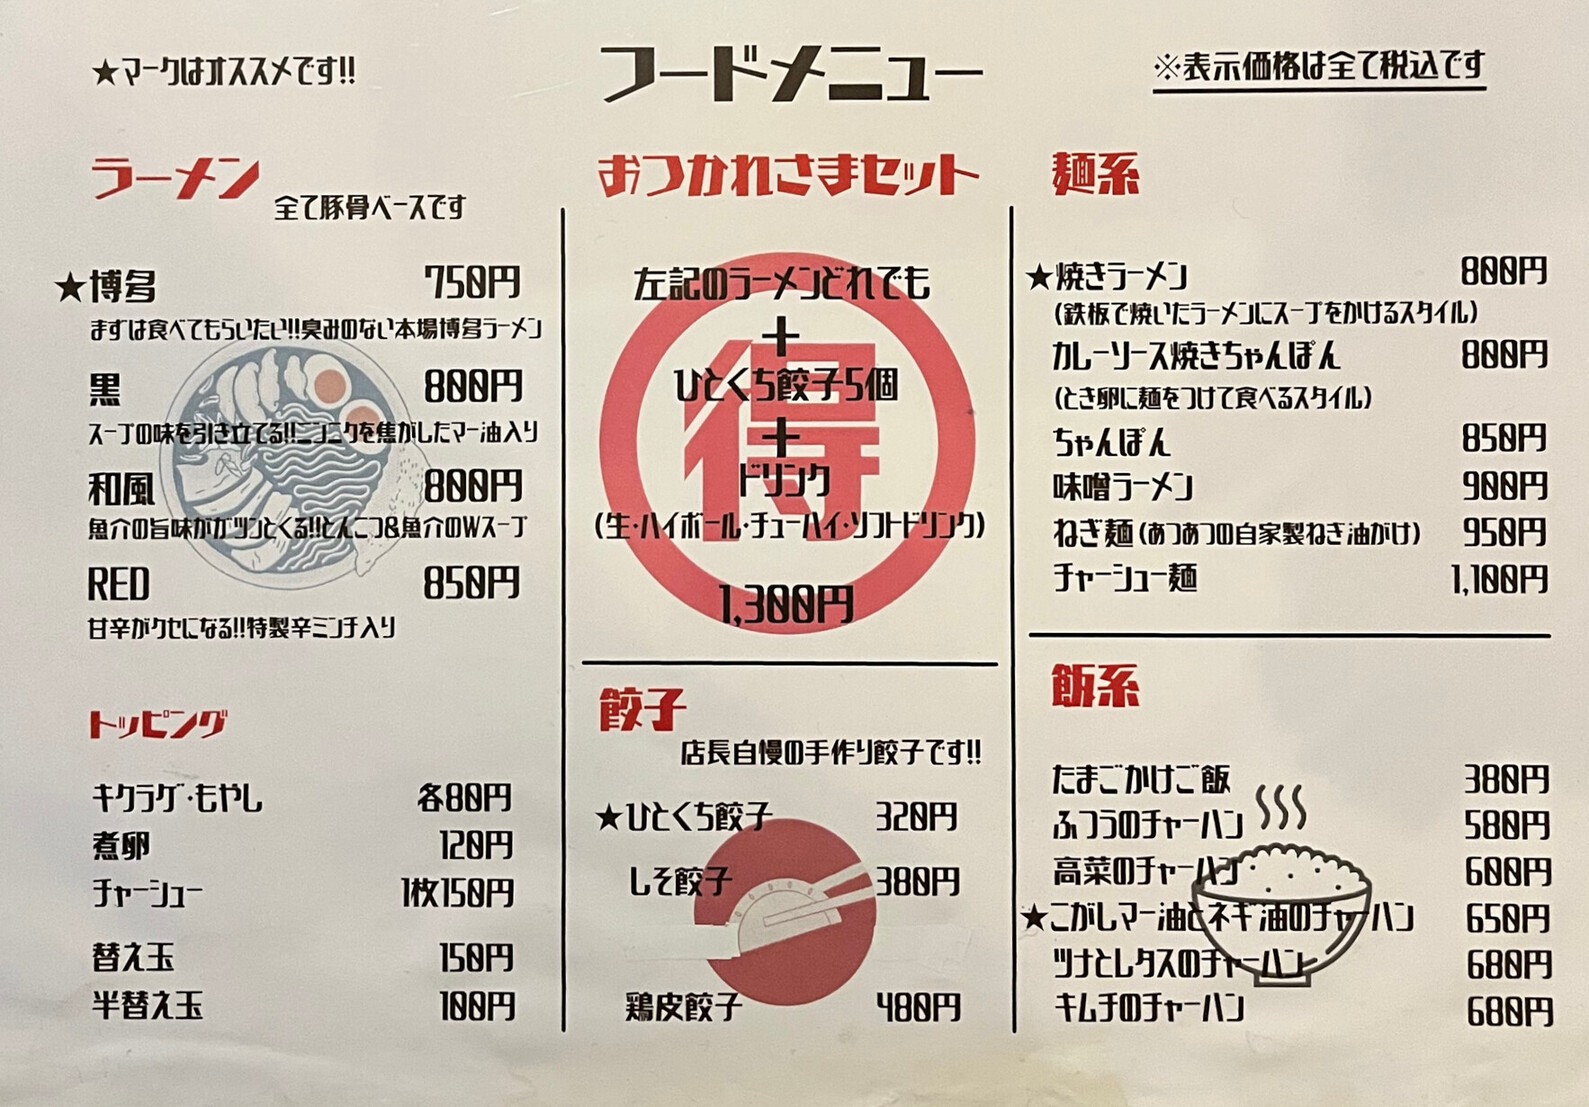 ★マークはオススメです!!
フードメニュー
※表示価格は全て税込です
ラーメン
全て豚骨ベースです
★博多 750円
まずは食べてもらいたい!!臭みのない本場博多ラーメン
黒 800円
スープの味を引き立てる!!ニンニクを焦がしたマー油入り
和風 800円
魚介の旨味がガツンとくる!!とんこつ&魚介のWスープ
RED 850円
甘辛がクセになる!!特製辛ミンチ入り
トッピング
キクラゲ・もやし 各80円
煮卵 120円
チャーシュー 1枚150円
替え玉 150円
半替え玉 100円
おつかれさまセット
左記のラーメンどれでも
+
ひとくち餃子5個
+
ドリンク
(生・ハイボール・チューハイ・ソフトドリンク)
1,300円
得
餃子
店長自慢の手作り餃子です!!
★ひとくち餃子 320円
しそ餃子 380円
鶏皮餃子 480円
麺系
★焼きラーメン 800円
(鉄板で焼いたラーメンにスープをかけるスタイル)
カレーソース焼きちゃんぽん 800円
(とき卵に麺をつけて食べるスタイル)
ちゃんぽん 850円
味噌ラーメン 900円
ねぎ麺(あつあつの自家製ねぎ油がけ) 950円
チャーシュー麺 1,100円
飯系
たまごかけご飯 380円
ふつうのチャーハン 580円
高菜のチャーハン 600円
★こがしマー油とネギ油のチャーハン 650円
ツナとレタスのチャーハン 680円
キムチのチャーハン 680円